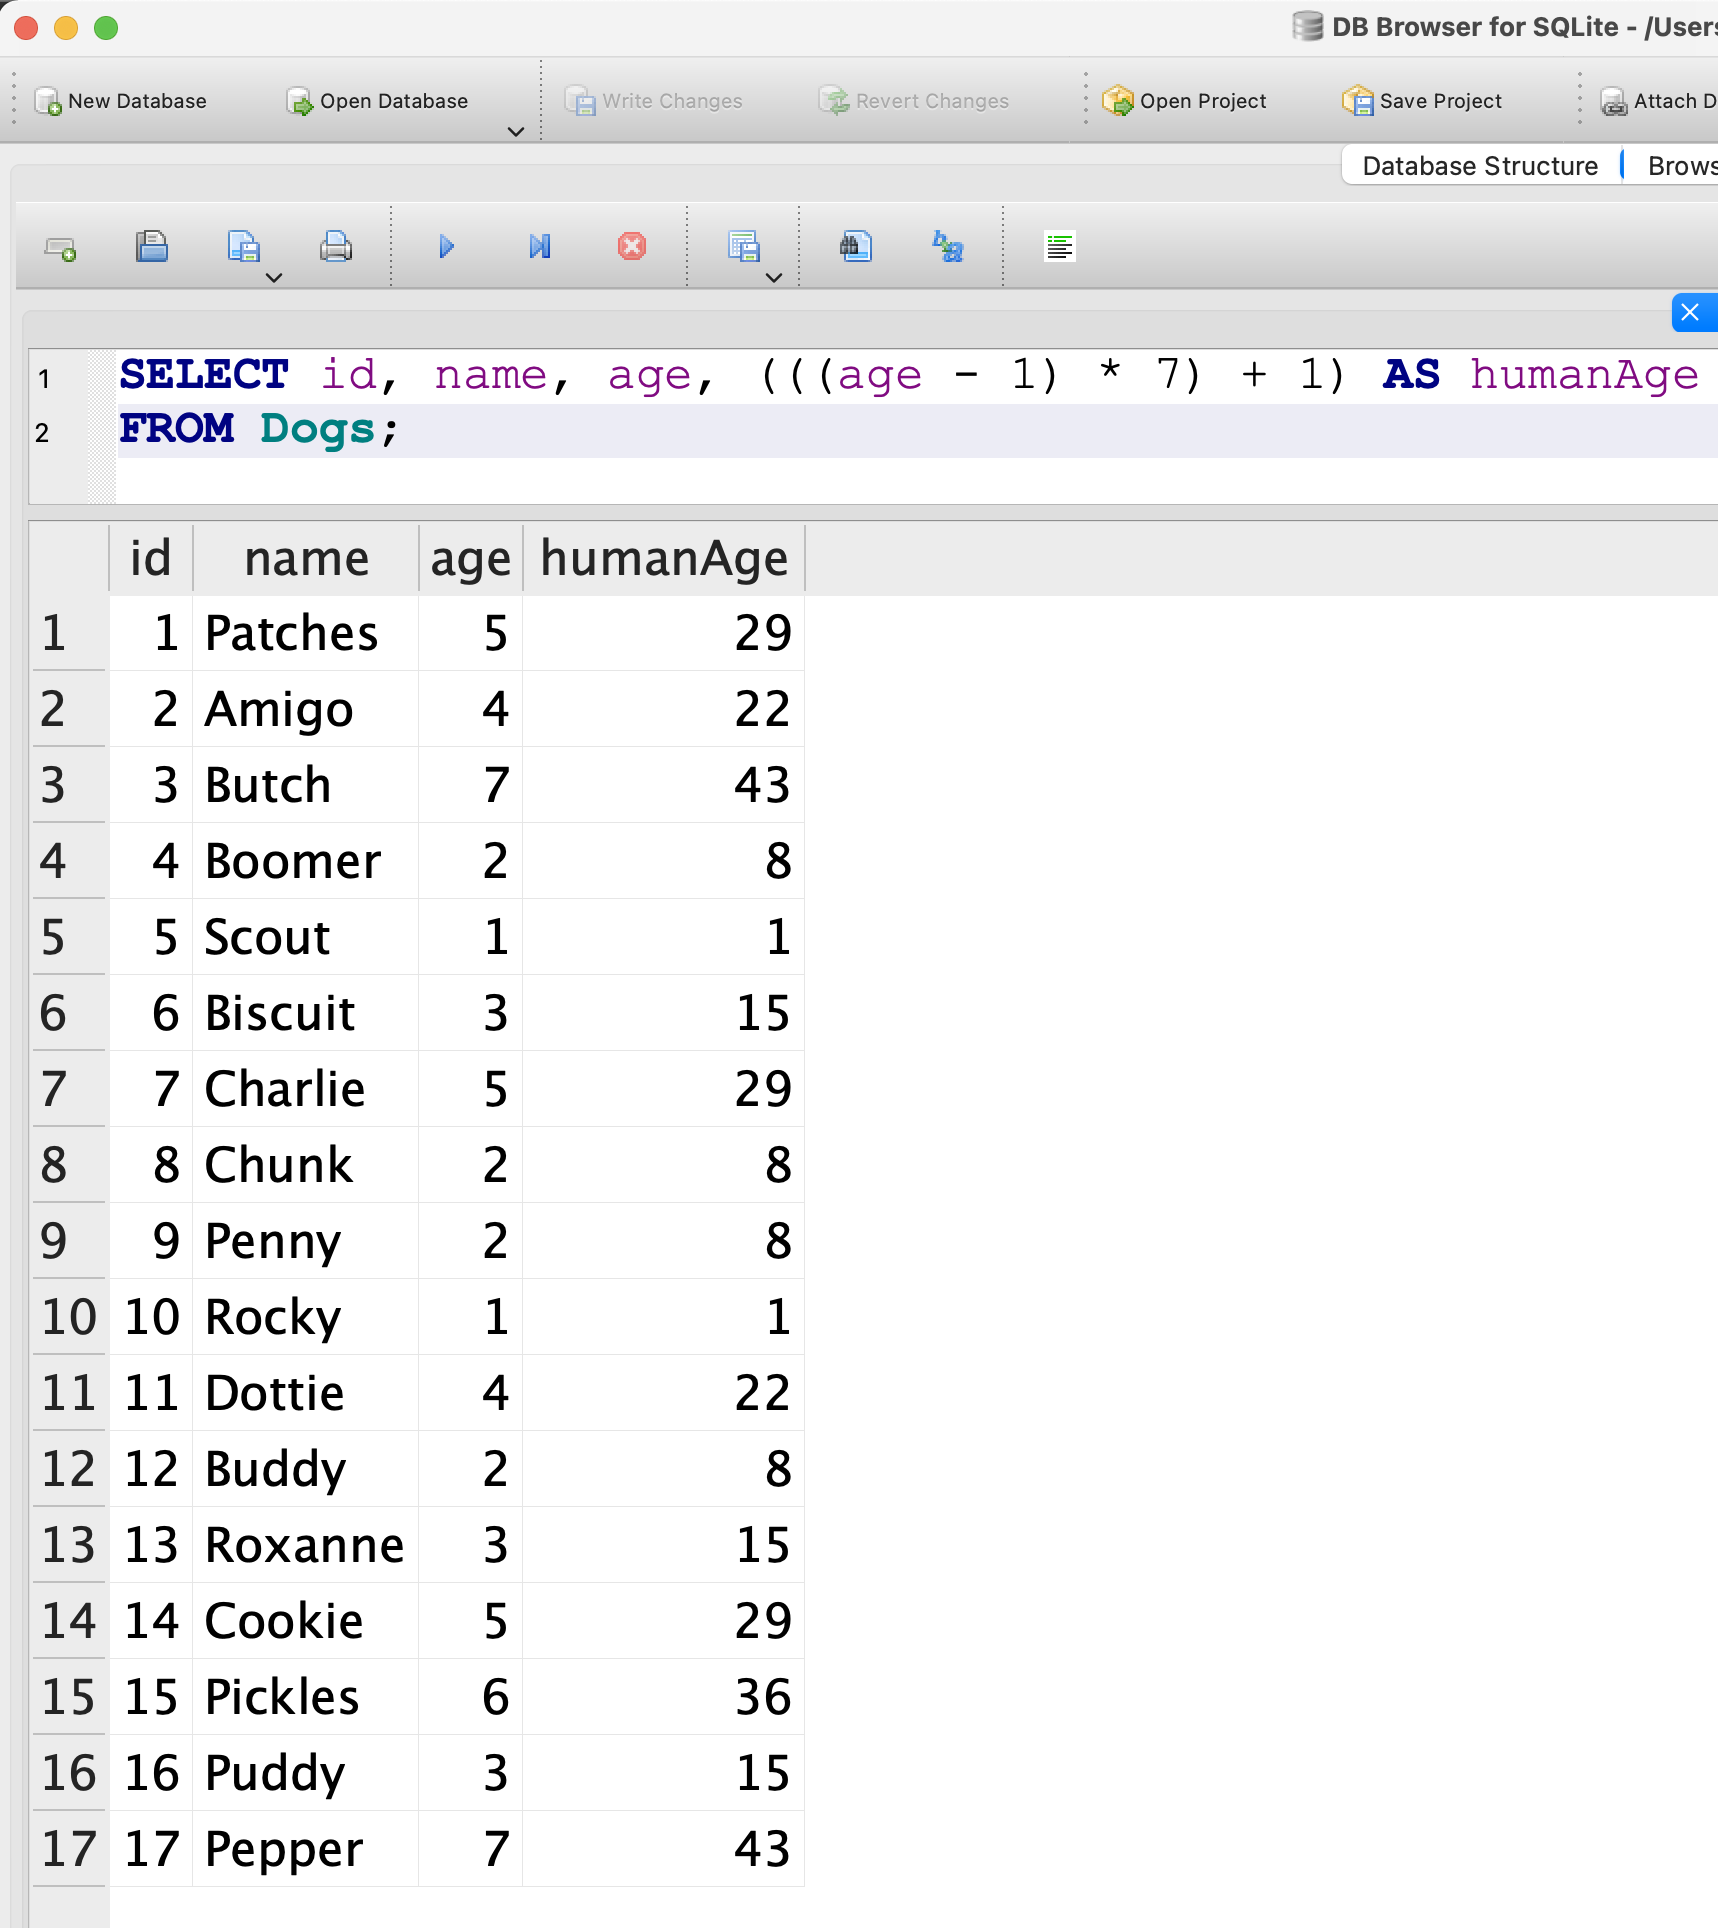 DB Browser for SQLite - /Users
New Database Open Database Write Changes Revert Changes Open Project Save Project Attach D
Database Structure Brows
1 SELECT id, name, age, (((age - 1) * 7) + 1) AS humanAge
2 FROM Dogs;
id name age humanAge
1 1 Patches 5 29
2 2 Amigo 4 22
3 3 Butch 7 43
4 4 Boomer 2 8
5 5 Scout 1 1
6 6 Biscuit 3 15
7 7 Charlie 5 29
8 8 Chunk 2 8
9 9 Penny 2 8
10 10 Rocky 1 1
11 11 Dottie 4 22
12 12 Buddy 2 8
13 13 Roxanne 3 15
14 14 Cookie 5 29
15 15 Pickles 6 36
16 16 Puddy 3 15
17 17 Pepper 7 43